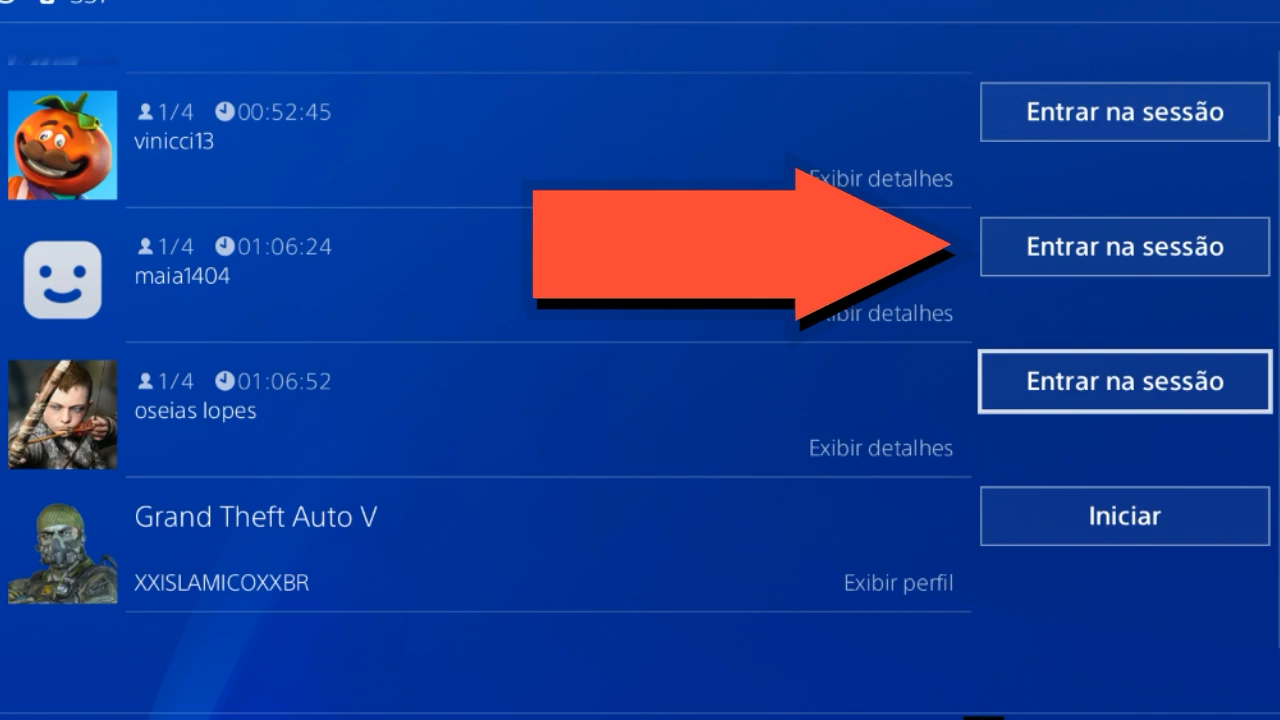 1/4 00:52:45
vinicci13
Exibir detalhes
Entrar na sessão
1/4 01:06:24
maia1404
detalhes
Entrar na sessão
1/4 01:06:52
oseias lopes
Exibir detalhes
Entrar na sessão
Grand Theft Auto V
XXISLAMICOXXBR
Exibir perfil
Iniciar